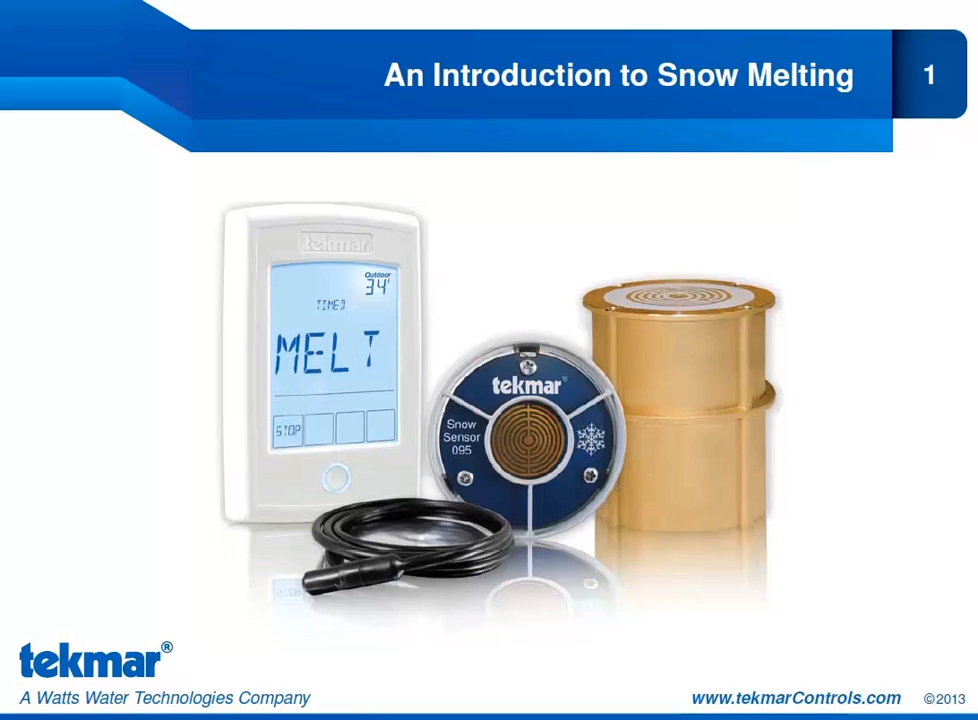 An Introduction to Snow Melting
1
tekmar
Outdoor
34°
TIMED
MELT
STOP
tekmar®
Snow
Sensor
095
tekmar®
A Watts Water Technologies Company
www.tekmarControls.com ©2013